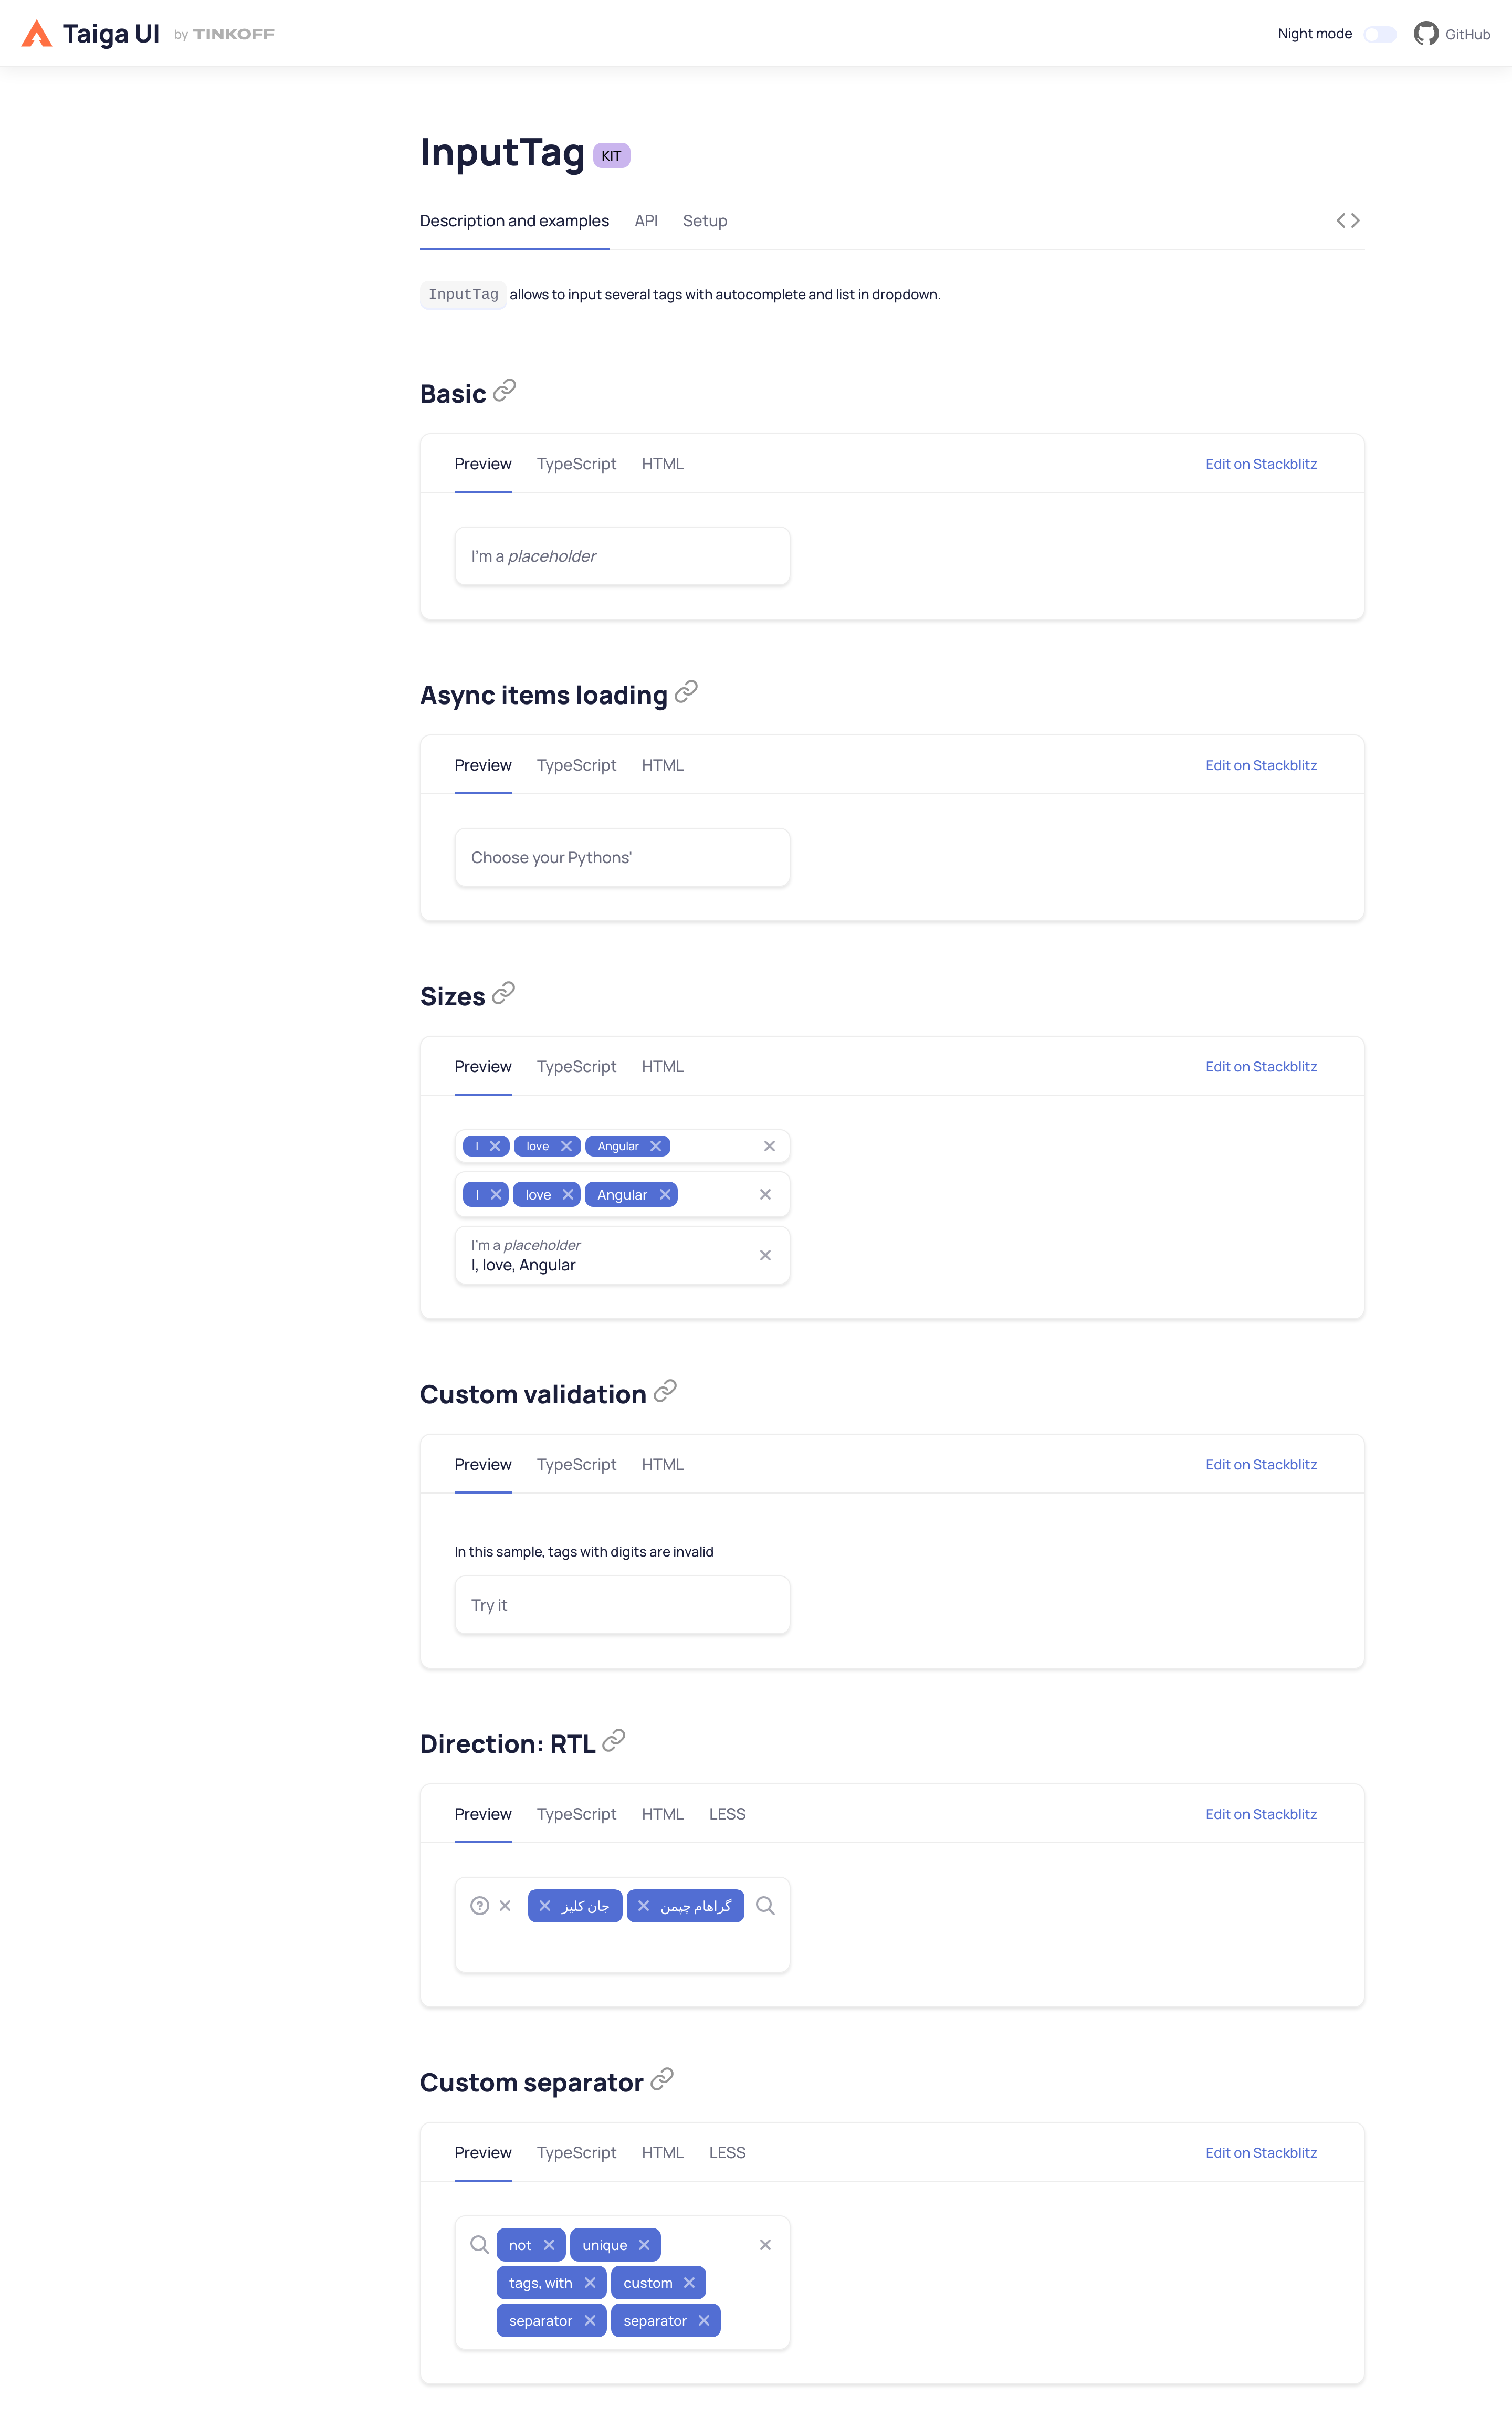 Taiga UI by TINKOFF Night mode GitHub
InputTag KIT
Description and examples API Setup
InputTag allows to input several tags with autocomplete and list in dropdown.
Basic
Preview TypeScript HTML Edit on Stackblitz
I'm a placeholder
Async items loading
Preview TypeScript HTML Edit on Stackblitz
Choose your Pythons'
Sizes
Preview TypeScript HTML Edit on Stackblitz
I love Angular
I love Angular
I'm a placeholder
I, love, Angular
Custom validation
Preview TypeScript HTML Edit on Stackblitz
In this sample, tags with digits are invalid
Try it
Direction: RTL
Preview TypeScript HTML LESS Edit on Stackblitz
گراهام چپمن جان کلیز
Custom separator
Preview TypeScript HTML LESS Edit on Stackblitz
not unique
tags, with custom
separator separator